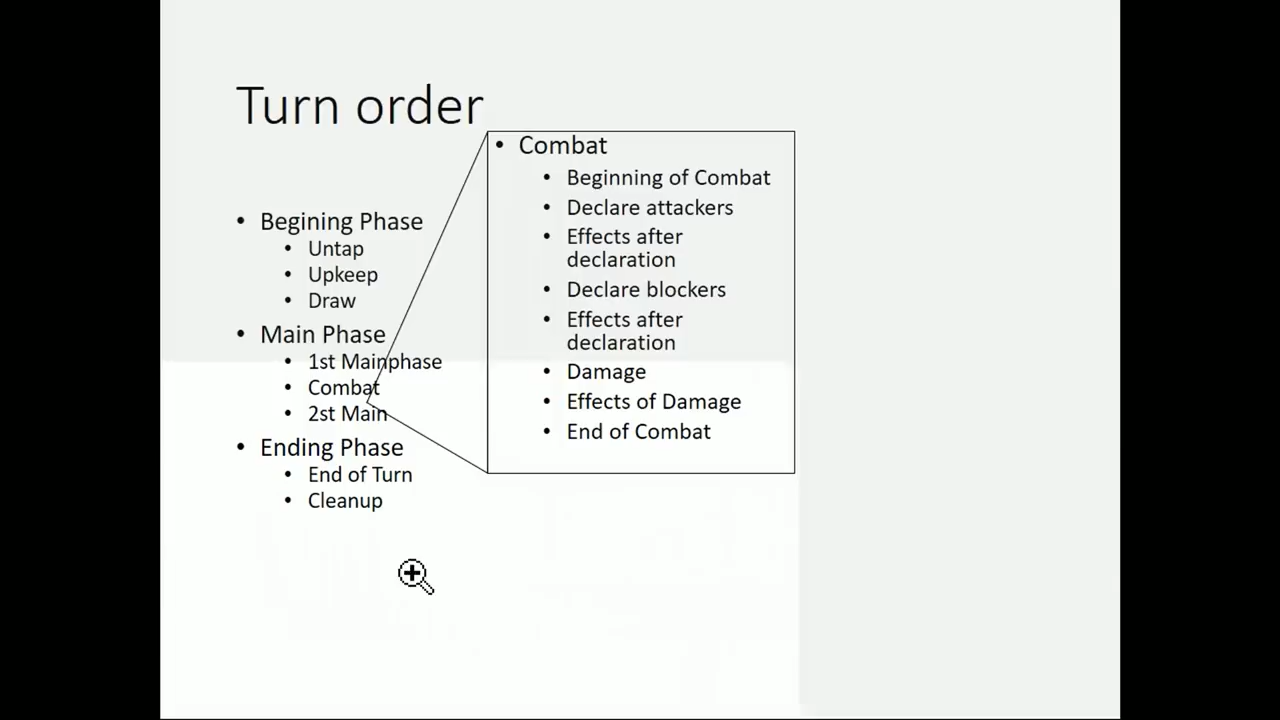 Turn order
• Begining Phase
• Untap
• Upkeep
• Draw
• Main Phase
• 1st Mainphase
• Combat
• 2st Main
• Ending Phase
• End of Turn
• Cleanup
• Combat
• Beginning of Combat
• Declare attackers
• Effects after
declaration
• Declare blockers
• Effects after
declaration
• Damage
• Effects of Damage
• End of Combat